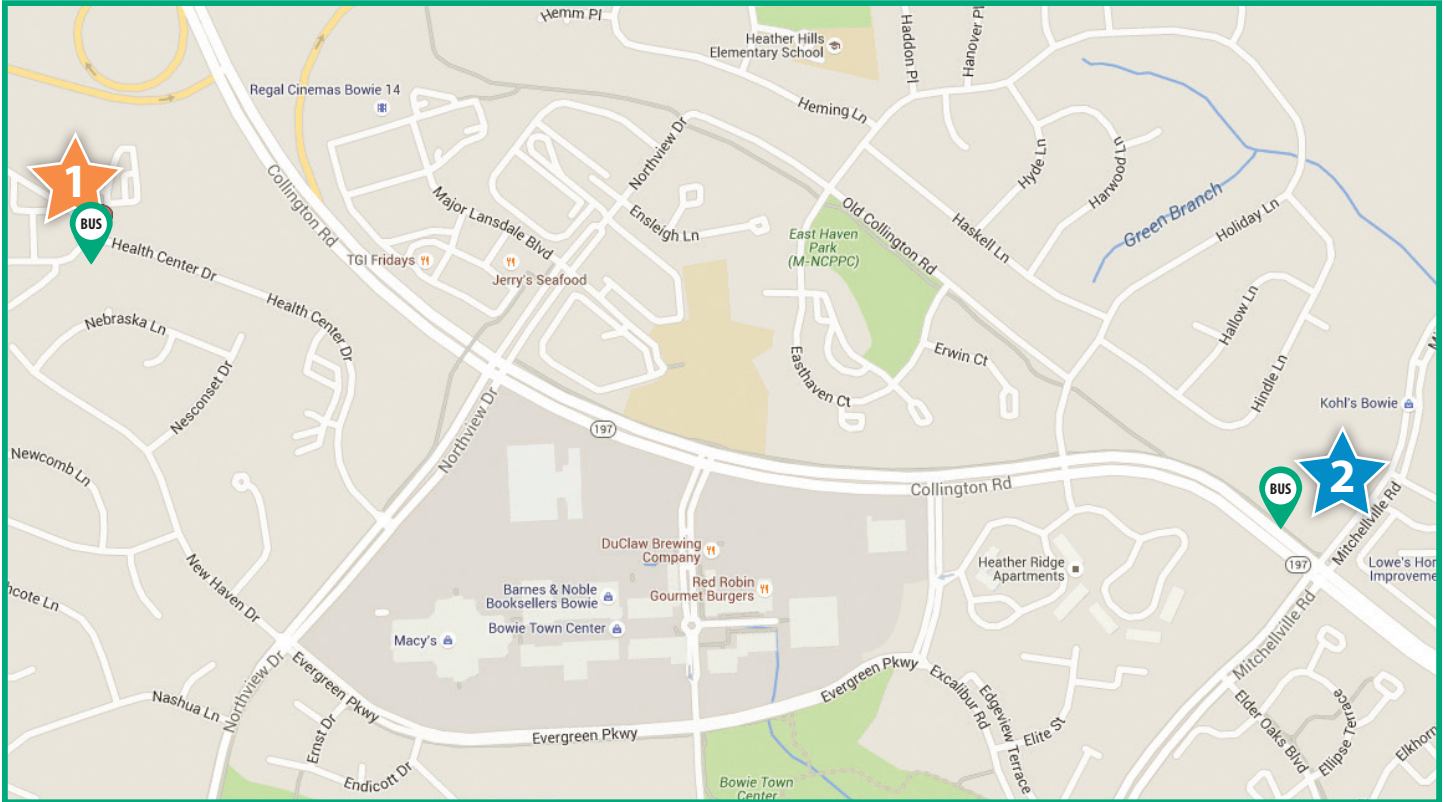 Hemm Pl
Heather Hills
Elementary School
Haddon Pl
Hanover Pl
Regal Cinemas Bowie 14
Heming Ln
Northview Dr
Hyde Ln
Harwood Ln
1
BUS
Collington Rd
Major Lansdale Blvd
Ensleigh Ln
Old Collington Rd
Haskell Ln
Green Branch
Holiday Ln
East Haven
Park
(M-NCPPC)
Health Center Dr
TGI Fridays
Jerry's Seafood
Health Center Dr
Nebraska Ln
Hallow Ln
Erwin Ct
Easthaven Ct
Nesconset Dr
Hindle Ln
Kohl's Bowie
Northview Dr
197
Newcomb Ln
2
BUS
Collington Rd
Mitchellville Rd
DuClaw Brewing
Company
Heather Ridge
Apartments
197
Lowe's Hor
Improveme
Red Robin
Gourmet Burgers
Barnes & Noble
Booksellers Bowie
New Haven Dr
hcote Ln
Bowie Town Center
Macy's
Mitchellville Rd
Evergreen Pkwy
Evergreen Pkwy
Excalibur Rd
Edgeview Terrace
Northview Dr
Nashua Ln
Ernst Dr
Evergreen Pkwy
Elite St
Elder Oaks Blvd
Ellipse Terrace
Elkhorn
Endicott Dr
Bowie Town
Center